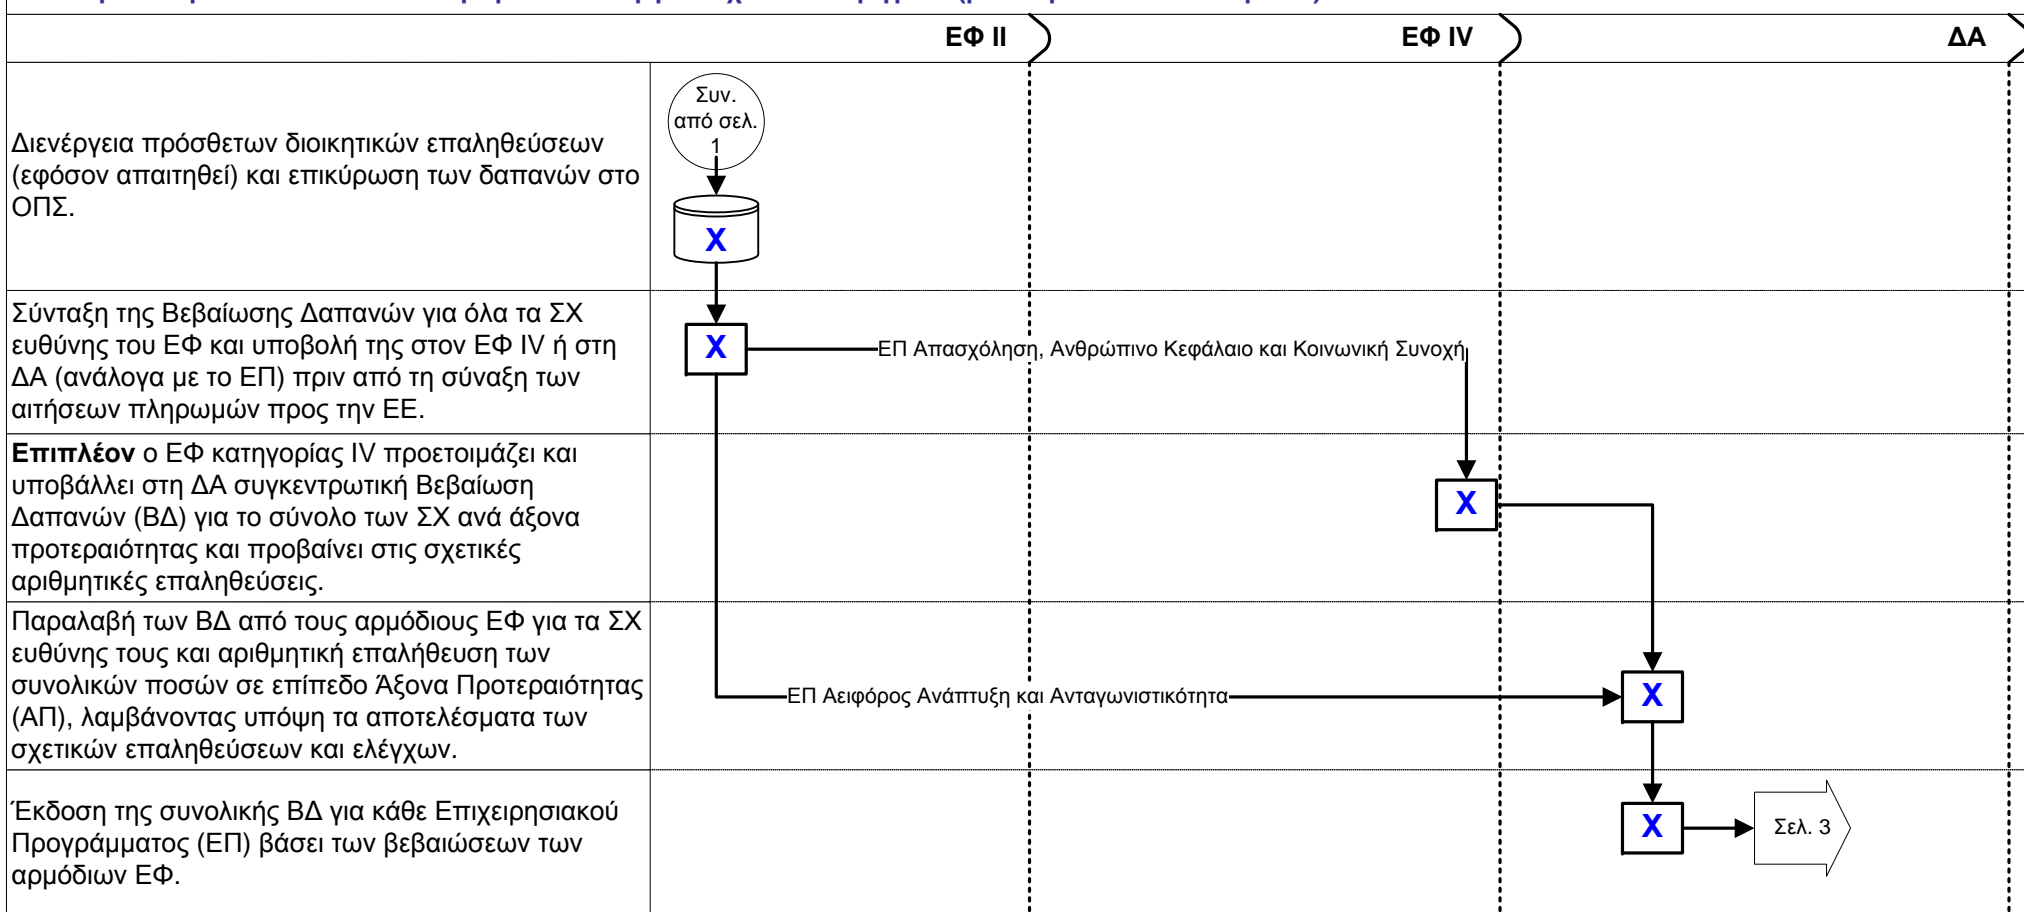 ΕΦ ΙΙ
ΕΦ IV
ΔΑ
Διενέργεια πρόσθετων διοικητικών επαληθεύσεων
(εφόσον απαιτηθεί) και επικύρωση των δαπανών στο
ΟΠΣ.
Συν.
από σελ.
1
X
Σύνταξη της Βεβαίωσης Δαπανών για όλα τα ΣΧ
ευθύνης του ΕΦ και υποβολή της στον ΕΦ IV ή στη
ΔΑ (ανάλογα με το ΕΠ) πριν από τη σύναξη των
αιτήσεων πληρωμών προς την ΕΕ.
X
ΕΠ Απασχόληση, Ανθρώπινο Κεφάλαιο και Κοινωνική Συνοχή
Επιπλέον ο ΕΦ κατηγορίας IV προετοιμάζει και
υποβάλλει στη ΔΑ συγκεντρωτική Βεβαίωση
Δαπανών (ΒΔ) για το σύνολο των ΣΧ ανά άξονα
προτεραιότητας και προβαίνει στις σχετικές
αριθμητικές επαληθεύσεις.
X
Παραλαβή των ΒΔ από τους αρμόδιους ΕΦ για τα ΣΧ
ευθύνης τους και αριθμητική επαλήθευση των
συνολικών ποσών σε επίπεδο Άξονα Προτεραιότητας
(ΑΠ), λαμβάνοντας υπόψη τα αποτελέσματα των
σχετικών επαληθεύσεων και ελέγχων.
ΕΠ Αειφόρος Ανάπτυξη και Ανταγωνιστικότητα
X
Έκδοση της συνολικής ΒΔ για κάθε Επιχειρησιακού
Προγράμματος (ΕΠ) βάσει των βεβαιώσεων των
αρμόδιων ΕΦ.
X
Σελ. 3